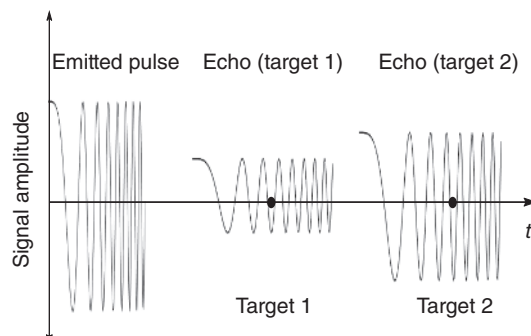 Emitted pulse
Echo (target 1)
Echo (target 2)
Signal amplitude
t
Target 1
Target 2